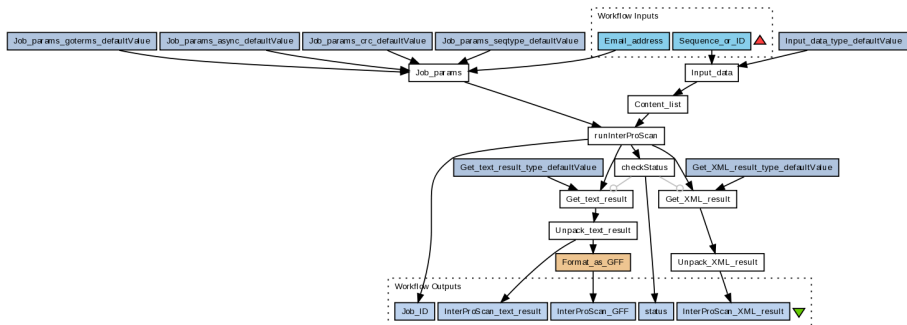 Workflow Inputs
Job_params_goterms_defaultValue
Job_params_async_defaultValue
Job_params_crc_defaultValue
Job_params_seqtype_defaultValue
Email_address
Sequence_or_ID
Input_data_type_defaultValue
Job_params
Input_data
Content_list
runInterProScan
Get_text_result_type_defaultValue
checkStatus
Get_XML_result_type_defaultValue
Get_text_result
Get_XML_result
Unpack_text_result
Format_as_GFF
Unpack_XML_result
Workflow Outputs
Job_ID
InterProScan_text_result
InterProScan_GFF
status
InterProScan_XML_result